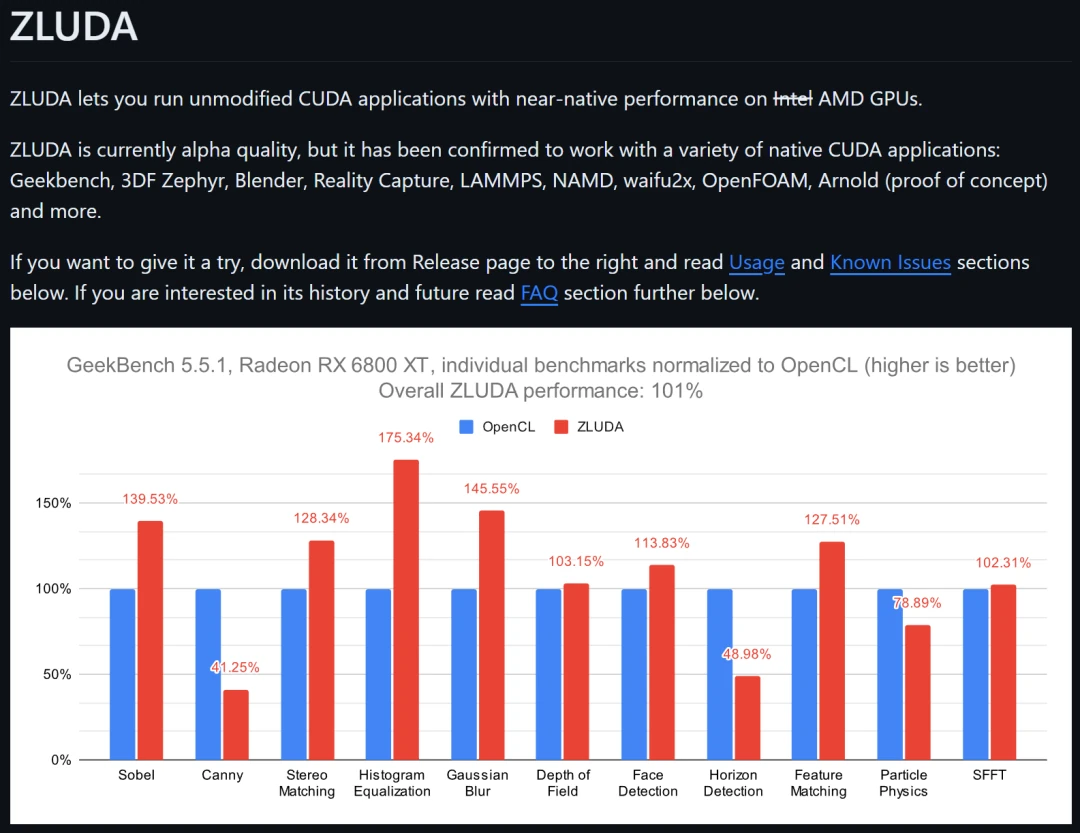 ZLUDA
ZLUDA lets you run unmodified CUDA applications with near-native performance on Intel AMD GPUs.
ZLUDA is currently alpha quality, but it has been confirmed to work with a variety of native CUDA applications:
Geekbench, 3DF Zephyr, Blender, Reality Capture, LAMMPS, NAMD, waifu2x, OpenFOAM, Arnold (proof of concept)
and more.
If you want to give it a try, download it from Release page to the right and read Usage and Known Issues sections
below. If you are interested in its history and future read FAQ section further below.
GeekBench 5.5.1, Radeon RX 6800 XT, individual benchmarks normalized to OpenCL (higher is better)
Overall ZLUDA performance: 101%
OpenCL ZLUDA
175.34%
145.55%
139.53%
150%
128.34%
127.51%
113.83%
103.15%
102.31%
100%
78.89%
48.98%
41.25%
50%
0%
Sobel
Canny
Stereo
Matching
Histogram
Equalization
Gaussian
Blur
Depth of
Field
Face
Detection
Horizon
Detection
Feature
Matching
Particle
Physics
SFFT